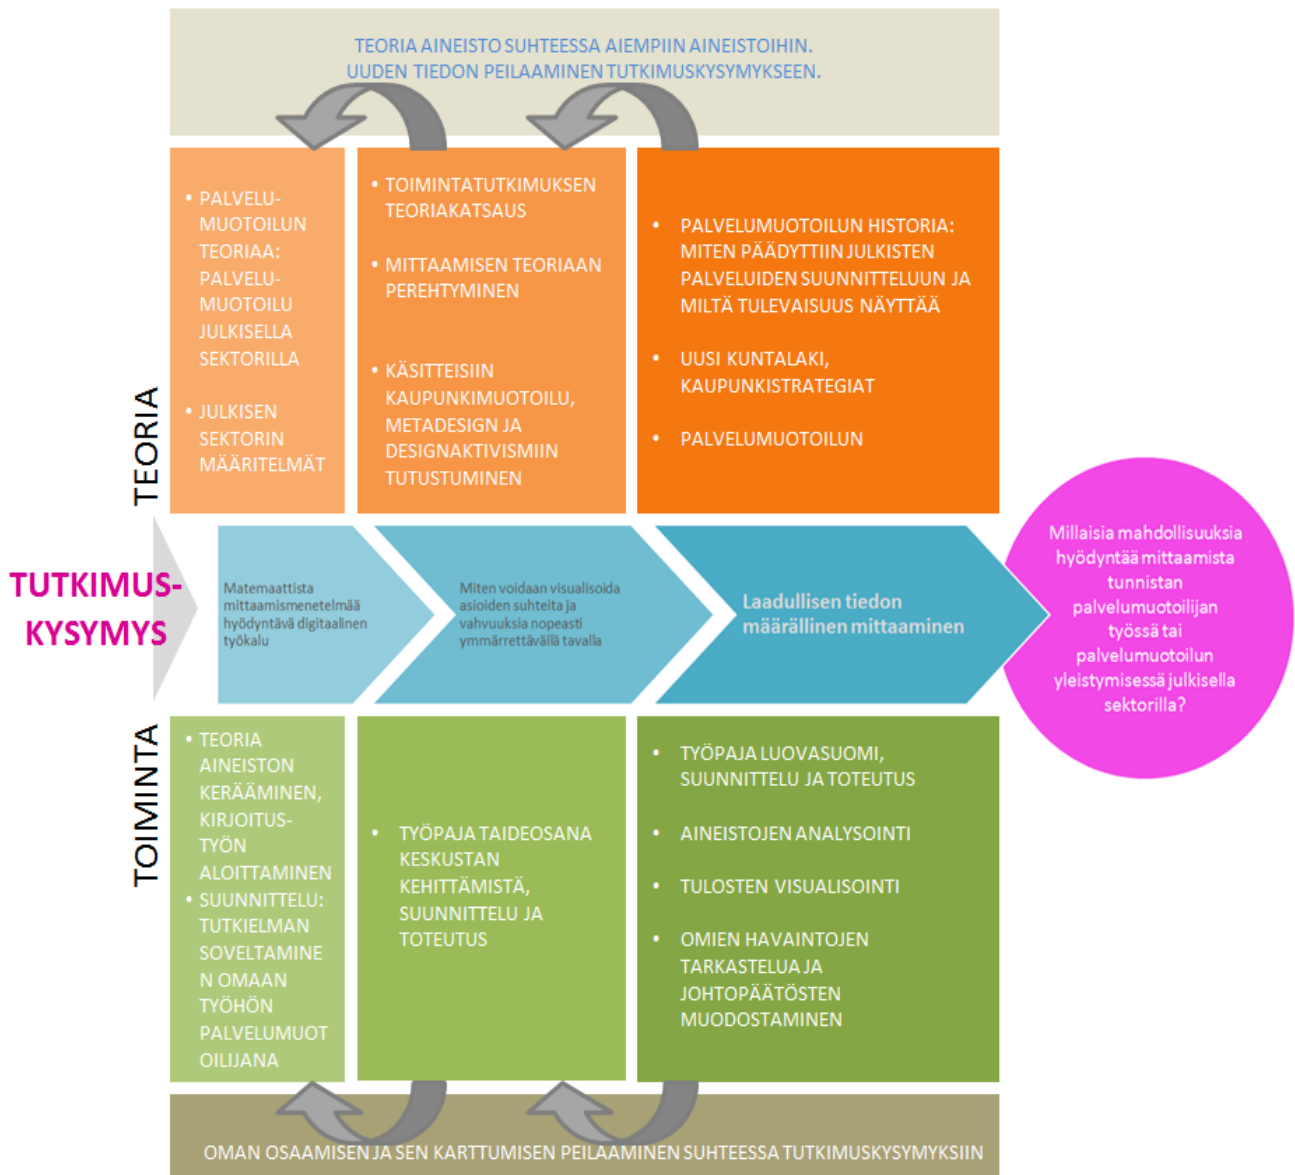 TEORIA AINEISTO SUHTEESSA AIEMPIIN AINEISTOIHIN.
UUDEN TIEDON PEILAAMINEN TUTKIMUSKYSYMYKSEEN.
TEORIA
• PALVELU-
MUOTOILUN
TEORIAA:
PALVELU-
MUOTOILU
JULKISELLA
SEKTORILLA
• JULKISEN
SEKTORIN
MÄÄRITELMÄT
• TOIMINTATUTKIMUKSEN
TEORIAKATSAUS
• MITTAAMISEN TEORIAAN
PEREHTYMINEN
• KÄSITTEISIIN
KAUPUNKIMUOTOILU,
METADESIGN JA
DESIGNAKTIVISMIIN
TUTUSTUMINEN
• PALVELUMUOTOILUN HISTORIA:
MITEN PÄÄDYTTIIN JULKISTEN
PALVELUIDEN SUUNNITTELUUN JA
MILTÄ TULEVAISUUS NÄYTTÄÄ
• UUSI KUNTALAKI,
KAUPUNKISTRATEGIAT
• PALVELUMUOTOILUN
TUTKIMUS-
KYSYMYS
Matemaattista
mittaamismenetelmää
hyödyntävä digitaalinen
työkalu
Miten voidaan visualisoida
asioiden suhteita ja
vahvuuksia nopeasti
ymmärrettävällä tavalla
Laadullisen tiedon
määrällinen mittaaminen
Millaisia mahdollisuuksia
hyödyntää mittaamista
tunnistan
palvelumuotoilijan
työssä tai
palvelumuotoilun
yleistymisessä julkisella
sektorilla?
TOIMINTA
• TEORIA
AINEISTON
KERÄÄMINEN,
KIRJOITUS-
TYÖN
ALOITTAMINEN
• SUUNNITTELU:
TUTKIELMAN
SOVELTAMINE
N OMAAN
TYÖHÖN
PALVELUMUOT
OILIJANA
• TYÖPAJA TAIDEOSANA
KESKUSTAN
KEHITTÄMISTÄ,
SUUNNITTELU JA
TOTEUTUS
• TYÖPAJA LUOVASUOMI,
SUUNNITTELU JA TOTEUTUS
• AINEISTOJEN ANALYSOINTI
• TULOSTEN VISUALISOINTI
• OMIEN HAVAINTOJEN
TARKASTELUA JA
JOHTOPÄÄTÖSTEN
MUODOSTAMINEN
OMAN OSAAMISEN JA SEN KARTTUMISEN PEILAAMINEN SUHTEESSA TUTKIMUSKYSYMYKSIIN